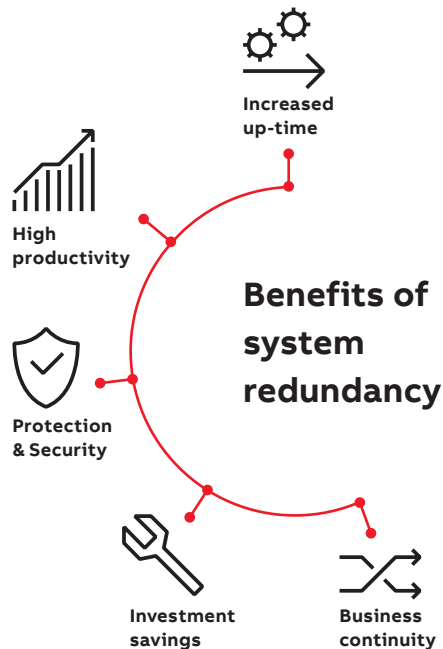 Increased
up-time
High
productivity
Benefits of
system
redundancy
Protection
& Security
Investment
savings
Business
continuity